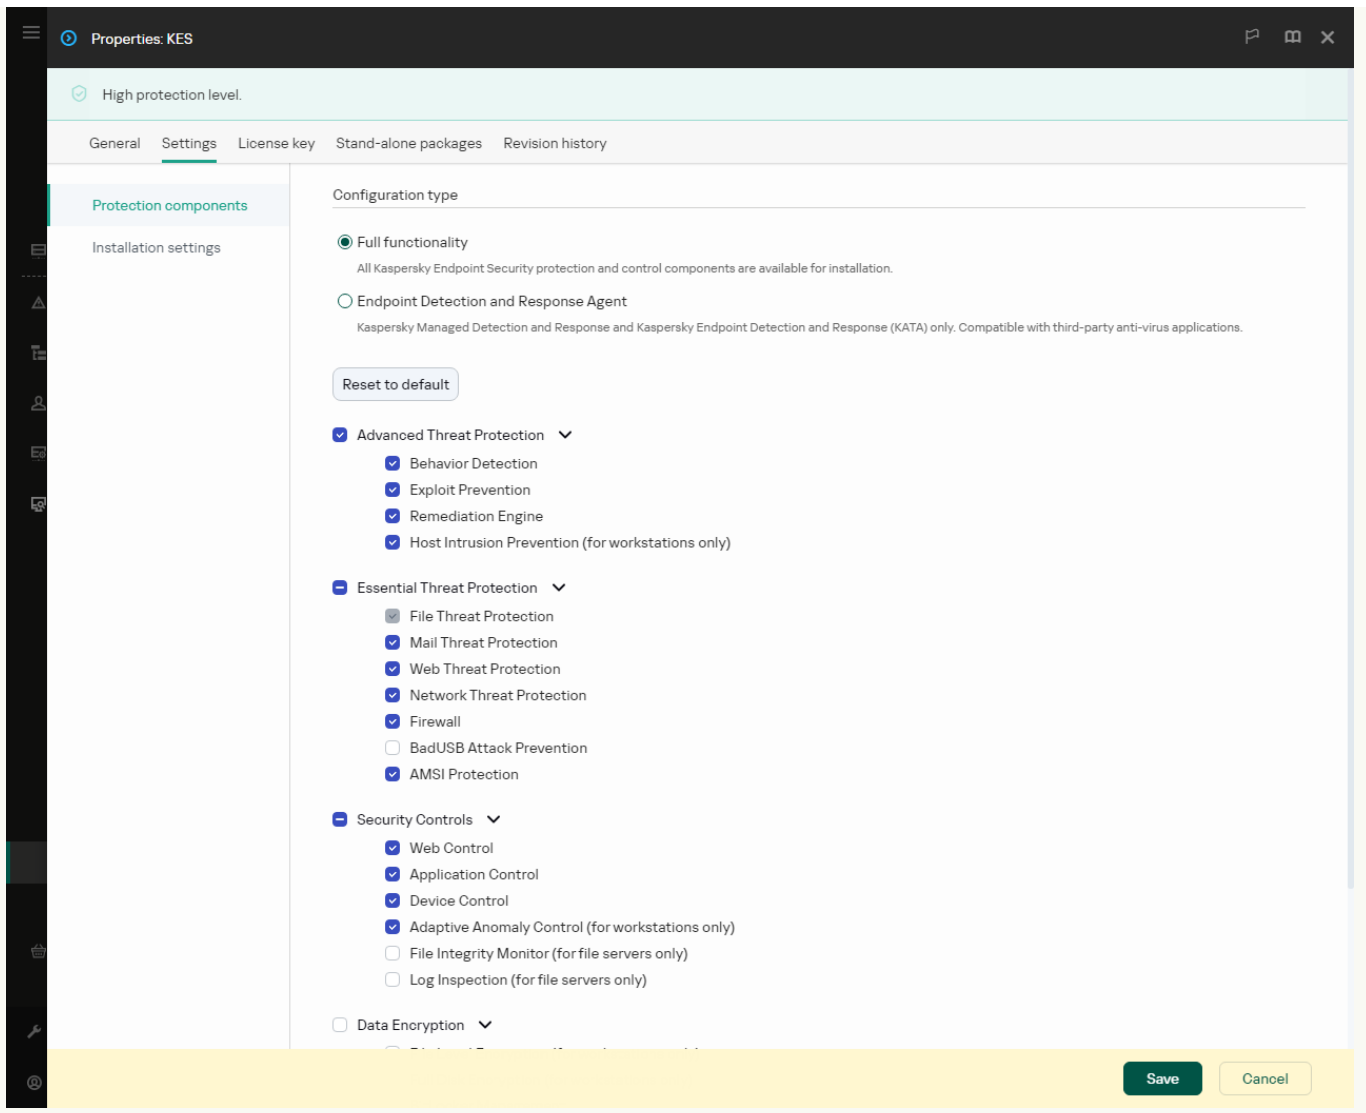 Properties: KES
High protection level.
General Settings License key Stand-alone packages Revision history
Protection components
Installation settings
Configuration type
Full functionality
All Kaspersky Endpoint Security protection and control components are available for installation.
Endpoint Detection and Response Agent
Kaspersky Managed Detection and Response and Kaspersky Endpoint Detection and Response (KATA) only. Compatible with third-party anti-virus applications.
Reset to default
Advanced Threat Protection
Behavior Detection
Exploit Prevention
Remediation Engine
Host Intrusion Prevention (for workstations only)
Essential Threat Protection
File Threat Protection
Mail Threat Protection
Web Threat Protection
Network Threat Protection
Firewall
BadUSB Attack Prevention
AMSI Protection
Security Controls
Web Control
Application Control
Device Control
Adaptive Anomaly Control (for workstations only)
File Integrity Monitor (for file servers only)
Log Inspection (for file servers only)
Data Encryption
Save Cancel